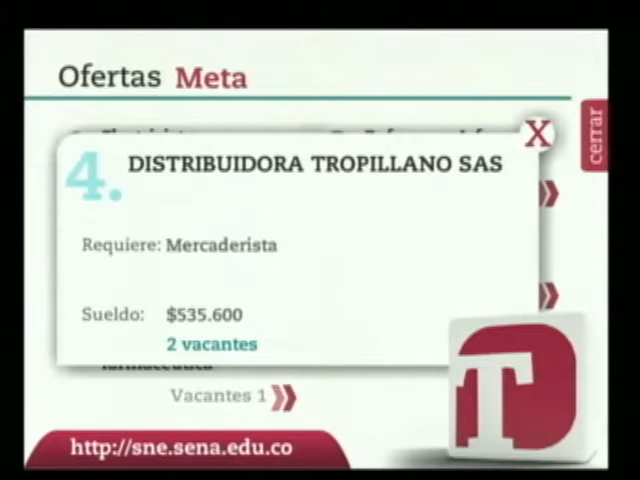 Ofertas Meta
cerrar
X
4. DISTRIBUIDORA TROPILLANO SAS
Requiere: Mercaderista
Sueldo: $535.600
2 vacantes
farmacéutica
Vacantes 1
T
http://sne.sena.edu.co